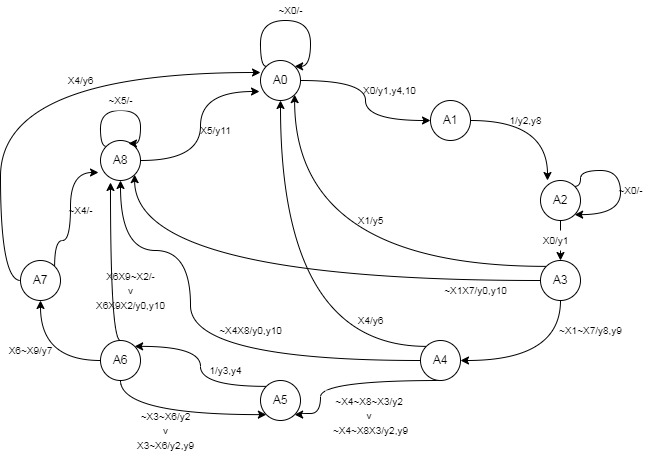 ~X0/-
A0
X4/y6
X0/y1,y4,10
~X5/-
A1
1/y2,y8
X5/y11
A8
~X0/-
A2
~X4/-
X1/y5
X0/y1
A7
X6X9~X2/-
v
X6X9X2/y0,y10
A3
~X1X7/y0,y10
X4/y6
~X4X8/y0,y10
~X1~X7/y8,y9
X6~X9/y7
A6
A4
1/y3,y4
A5
~X4~X8~X3/y2
v
~X4~X8X3/y2,y9
~X3~X6/y2
v
X3~X6/y2,y9